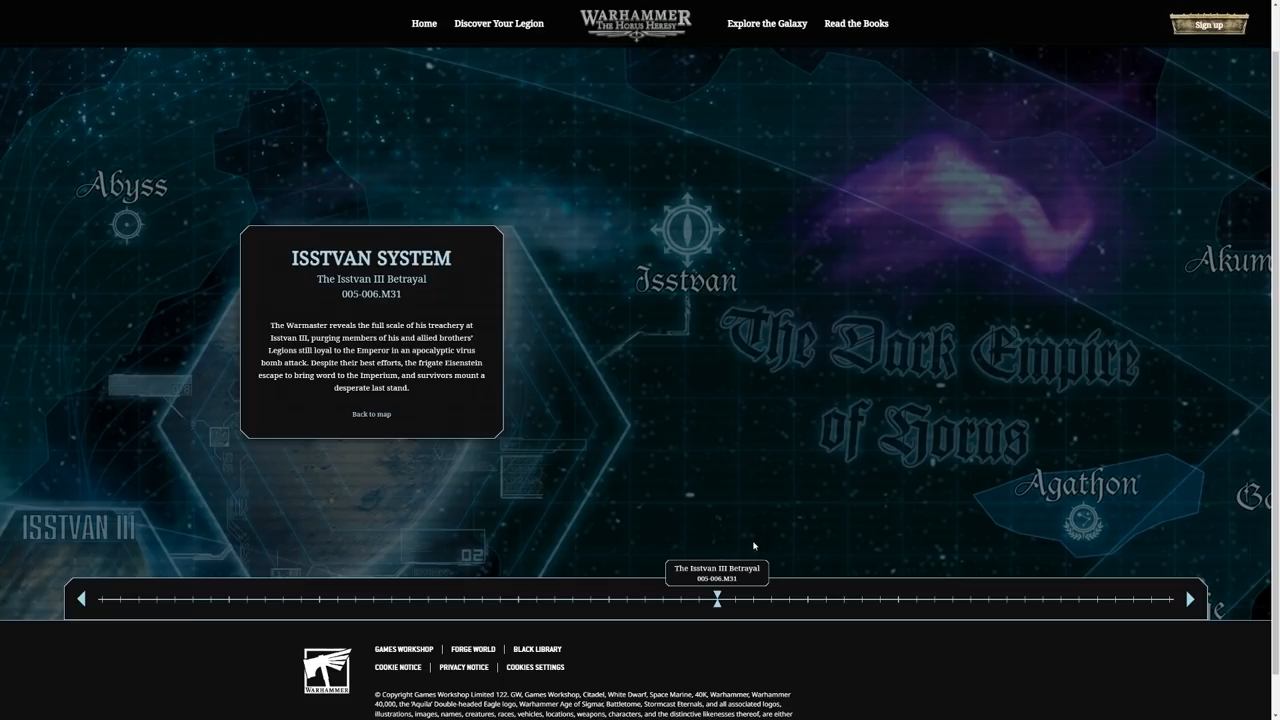 Home
Discover Your Legion
WARHAMMER
THE HORUS HERESY
Explore the Galaxy
Read the Books
Sign up
Abyss
ISSTVAN SYSTEM
The Isstvan III Betrayal
005-006.M31
The Warmaster reveals the full scale of his treachery at
Isstvan III, purging members of his and allied brothers'
Legions still loyal to the Emperor in an apocalyptic virus
bomb attack. Despite their best efforts, the frigate Eisenstein
escape to bring word to the Imperium, and survivors mount a
desperate last stand.
Back to map
Isstvan
Akum
The Dark Empire
of Horus
Agathon
ISSTVAN III
02
The Isstvan III Betrayal
005-006.M31
GAMES WORKSHOP
FORGE WORLD
BLACK LIBRARY
COOKIE NOTICE
PRIVACY NOTICE
COOKIES SETTINGS
WARHAMMER
© Copyright Games Workshop Limited 122. GW, Games Workshop, Citadel, White Dwarf, Space Marine, 40K, Warhammer, Warhammer
40,000, the 'Aquila' Double-headed Eagle logo, Warhammer Age of Sigmar, Battletome, Stormcast Eternals, and all associated logos,
illustrations, images, names, creatures, races, vehicles, locations, weapons, characters, and the distinctive likenesses thereof, are either